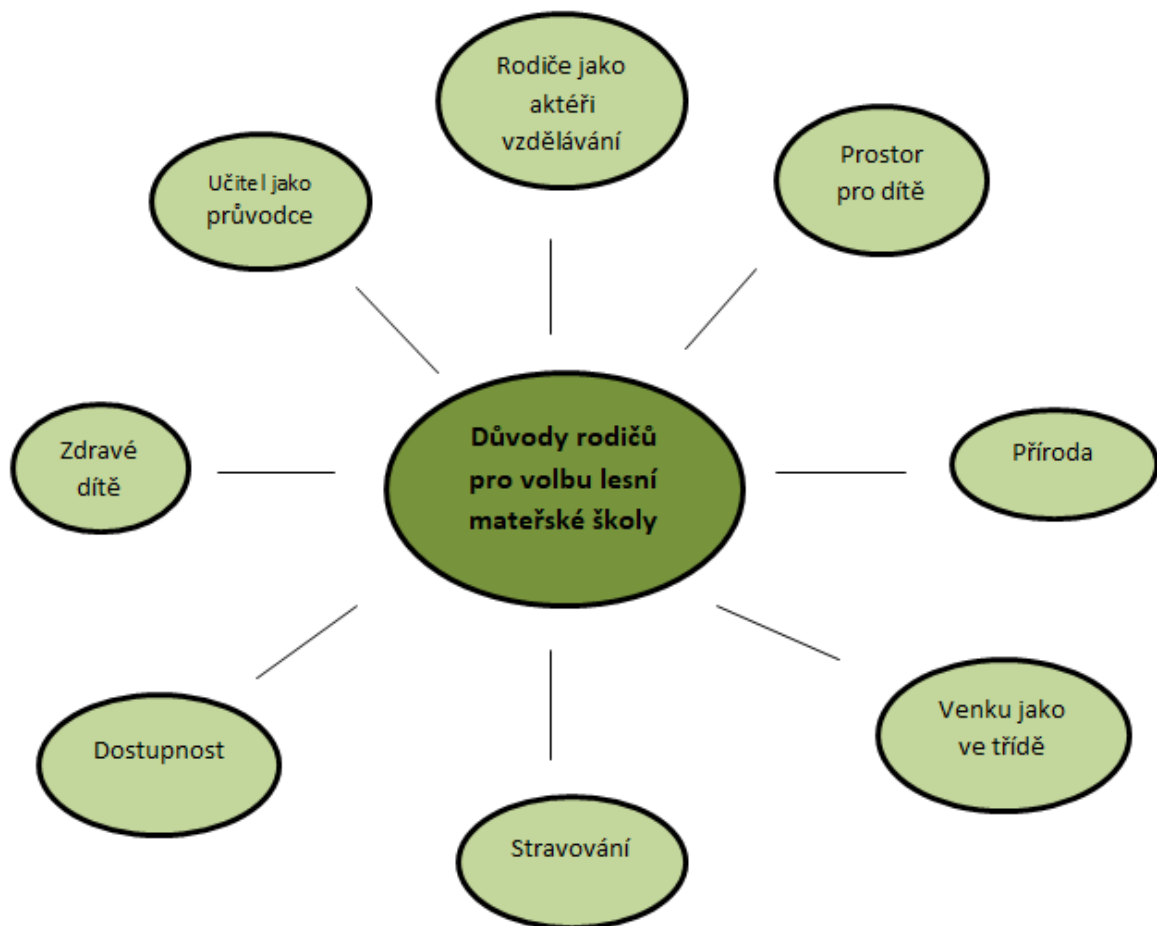 Rodiče jako
aktéři
vzdělávání
Prostor
pro dítě
Učitel jako
průvodce
Důvody rodičů
pro volbu lesní
mateřské školy
Zdravé
dítě
Příroda
Venku jako
ve třídě
Dostupnost
Stravování